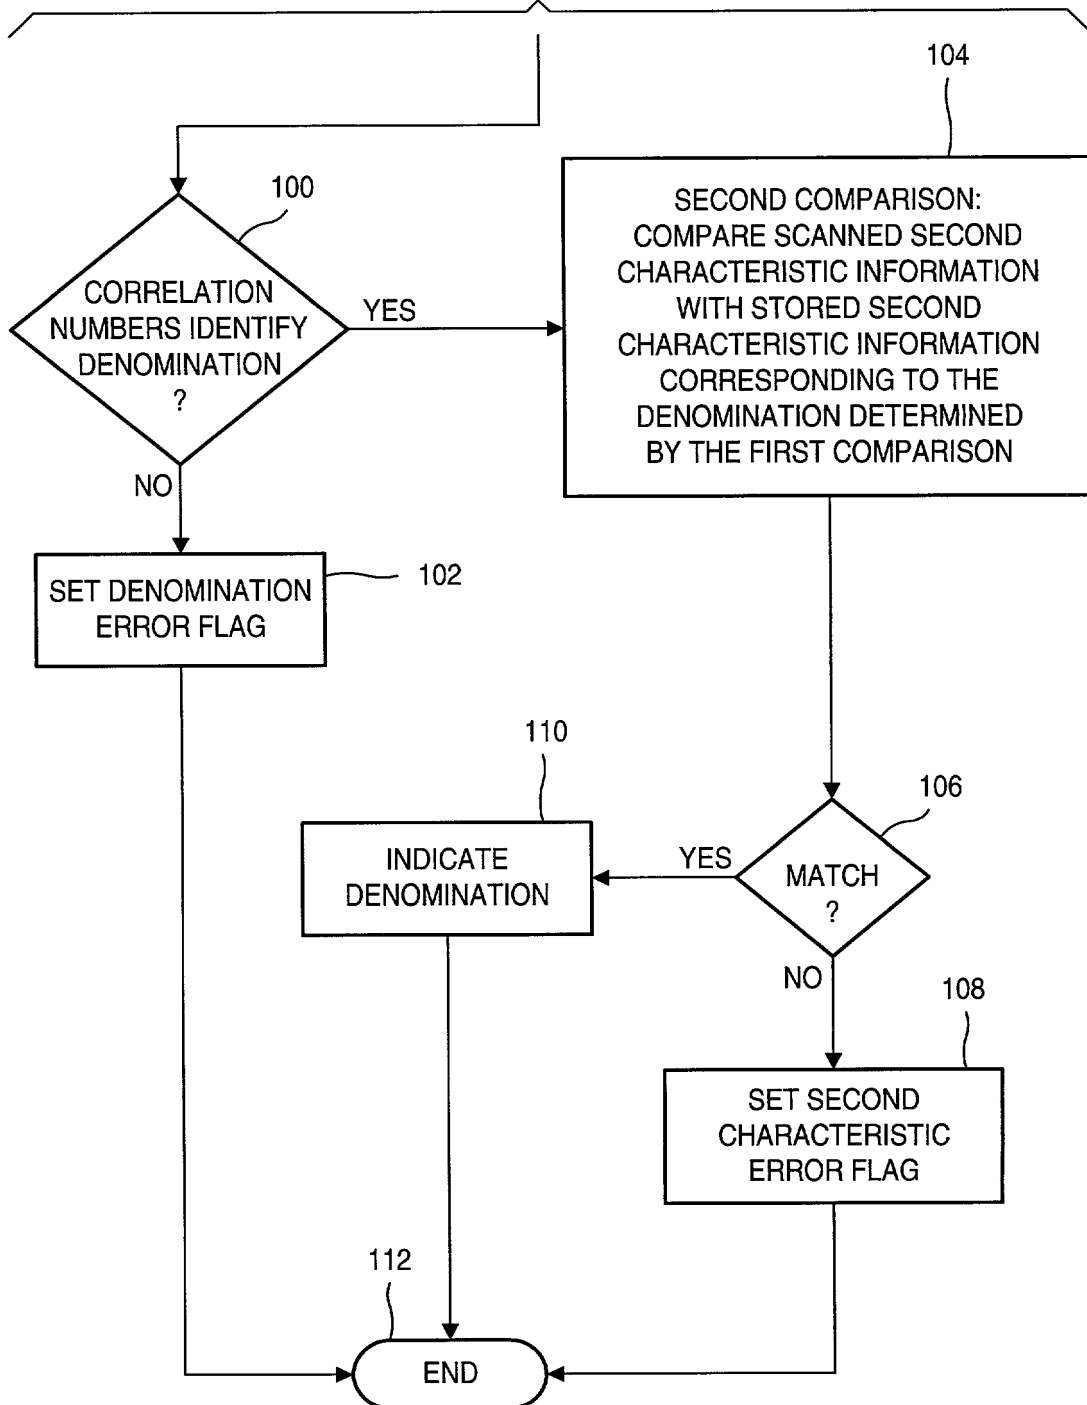 104
100
CORRELATION
NUMBERS IDENTIFY
DENOMINATION
?
YES
SECOND COMPARISON:
COMPARE SCANNED SECOND
CHARACTERISTIC INFORMATION
WITH STORED SECOND
CHARACTERISTIC INFORMATION
CORRESPONDING TO THE
DENOMINATION DETERMINED
BY THE FIRST COMPARISON
NO
102
SET DENOMINATION
ERROR FLAG
110
106
INDICATE
DENOMINATION
YES
MATCH
?
NO
108
SET SECOND
CHARACTERISTIC
ERROR FLAG
112
END